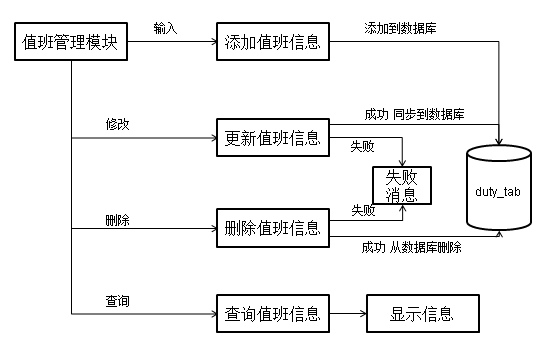 值班管理模块
输入
添加值班信息
添加到数据库
修改
更新值班信息
成功 同步到数据库
失败
失败
消息
duty_tab
删除
删除值班信息
失败
成功 从数据库删除
查询
查询值班信息
显示信息